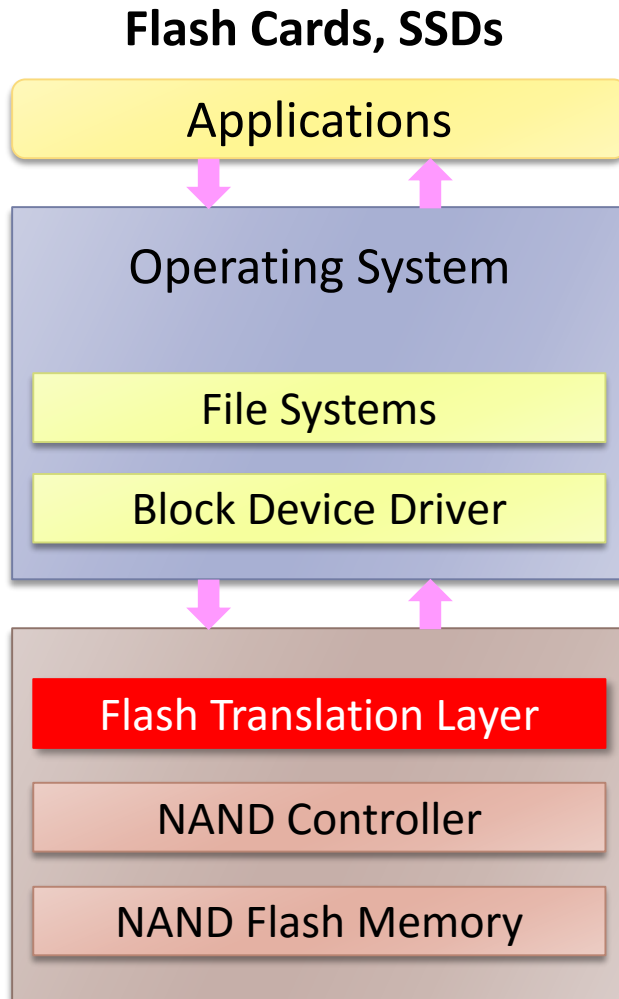 Flash Cards, SSDs
Applications
Operating System
File Systems
Block Device Driver
Flash Translation Layer
NAND Controller
NAND Flash Memory